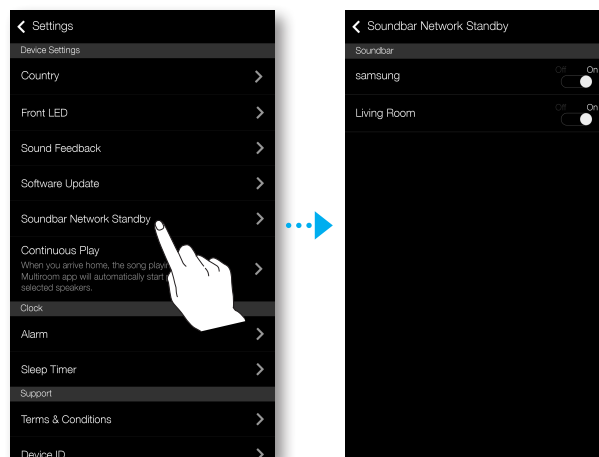 Settings
Device Settings
Country
Front LED
Sound Feedback
Software Update
Soundbar Network Standby
Continuous Play
When you arrive home, the song
Multiroom app will automatically start
selected speakers.
Clock
Alarm
Sleep Timer
Support
Terms & Conditions
Device ID
Soundbar Network Standby
Soundbar
samsung
Off On
Living Room
Off On